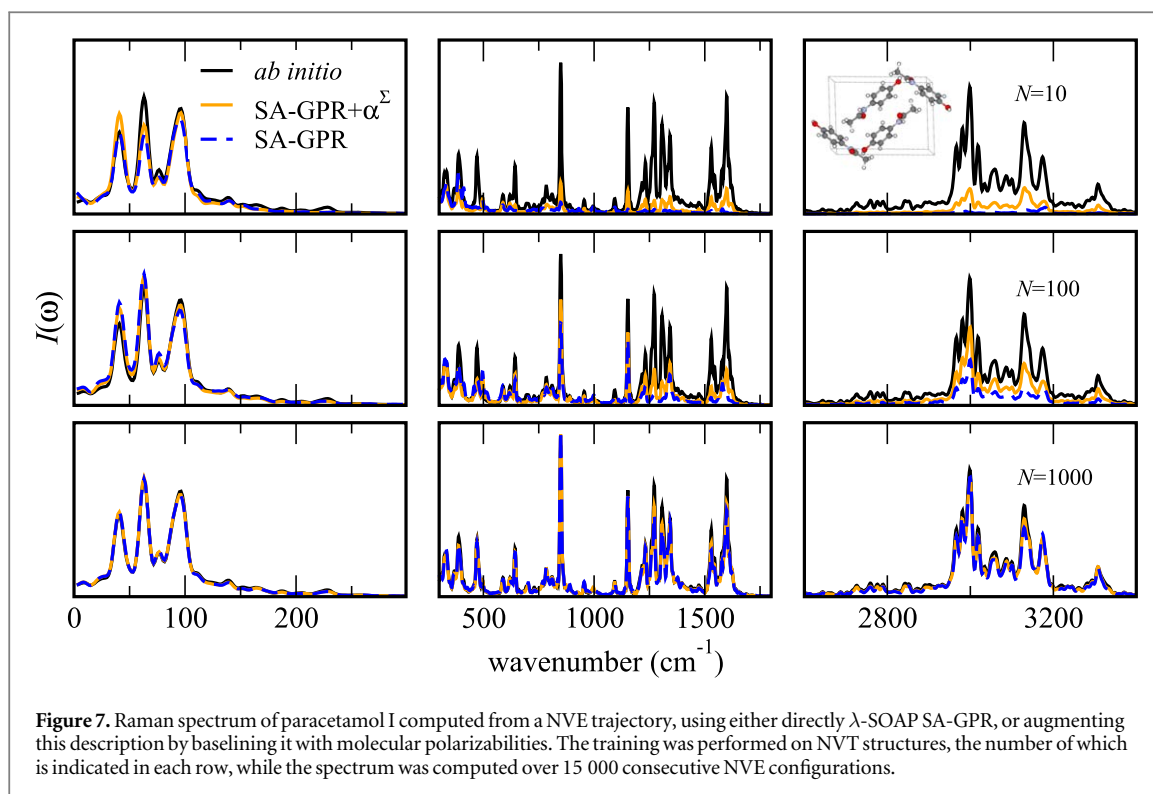 ab initio
SA-GPR+α^Σ
SA-GPR
N=10
N=100
N=1000
I(ω)
0 100 200
500 1000 1500
2800 3200
wavenumber (cm⁻¹)
Figure 7. Raman spectrum of paracetamol I computed from a NVE trajectory, using either directly λ-SOAP SA-GPR, or augmenting
this description by baselining it with molecular polarizabilities. The training was performed on NVT structures, the number of which
is indicated in each row, while the spectrum was computed over 15 000 consecutive NVE configurations.